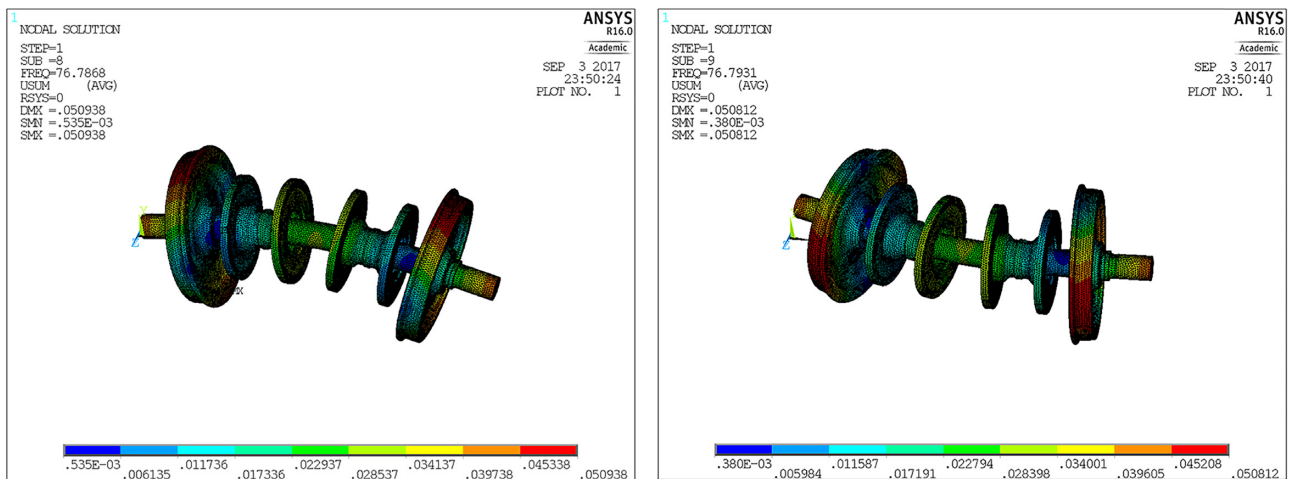 1
NODAL SOLUTION
STEP=1
SUB =8
FREQ=76.7868
USUM (AVG)
RSYS=0
DMX =.050938
SMN =.535E-03
SMX =.050938
ANSYS
R16.0
Academic
SEP 3 2017
23:50:24
PLOT NO. 1
Y
Z
MX
.535E-03 .011736 .022937 .034137 .045338
.006135 .017336 .028537 .039738 .050938
1
NODAL SOLUTION
STEP=1
SUB =9
FREQ=76.7931
USUM (AVG)
RSYS=0
DMX =.050812
SMN =.380E-03
SMX =.050812
ANSYS
R16.0
Academic
SEP 3 2017
23:50:40
PLOT NO. 1
Z
.380E-03 .011587 .022794 .034001 .045208
.005984 .017191 .028398 .039605 .050812